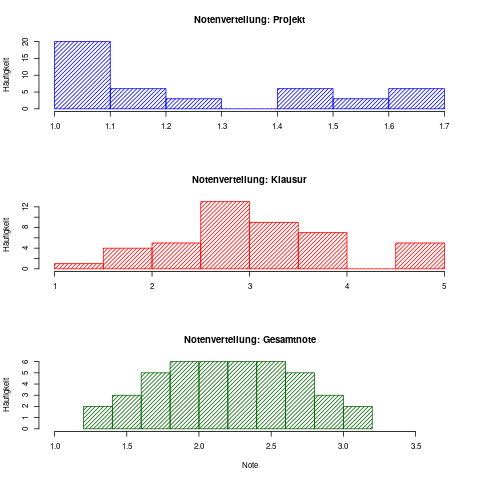 Notenverteilung: Projekt
Häufigkeit
20
15
10
5
0
1.0 1.1 1.2 1.3 1.4 1.5 1.6 1.7
Notenverteilung: Klausur
Häufigkeit
12
8
4
0
1 2 3 4 5
Notenverteilung: Gesamtnote
Häufigkeit
6
5
4
3
2
1
0
1.0 1.5 2.0 2.5 3.0 3.5
Note